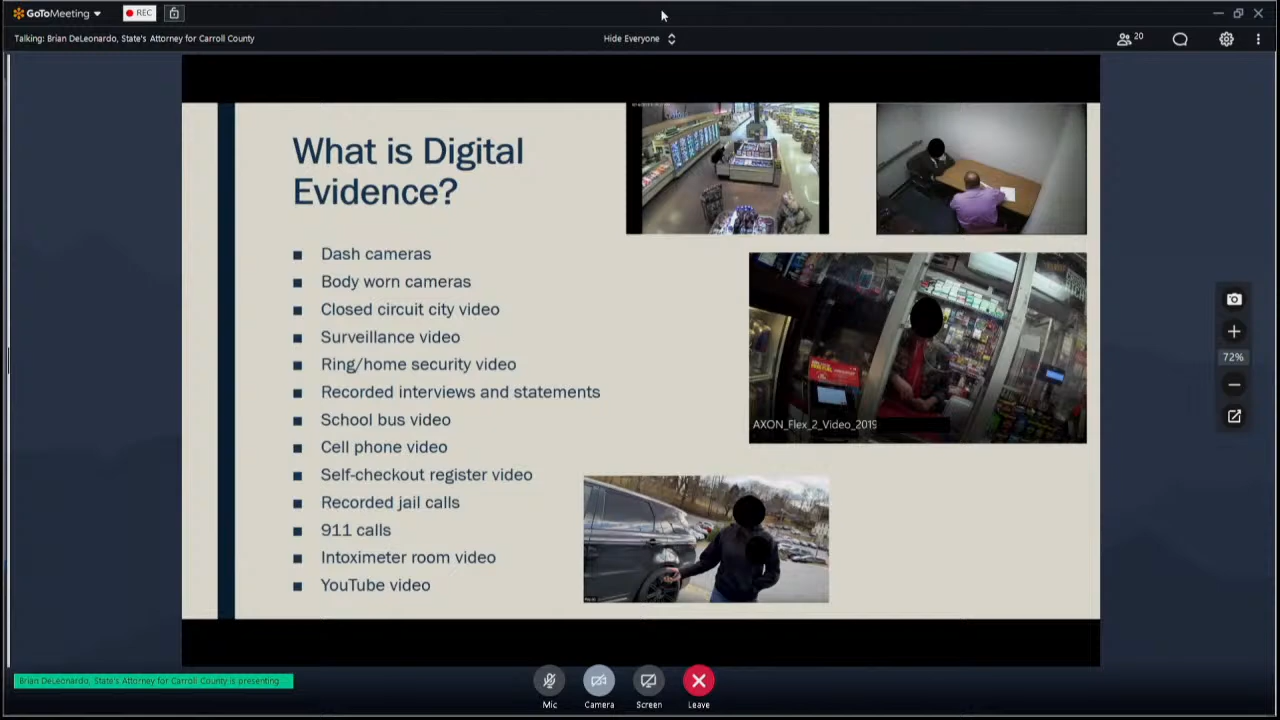 GoToMeeting
REC
Talking: Brian DeLeonardo, State's Attorney for Carroll County
Hide Everyone
20
What is Digital
Evidence?
■ Dash cameras
■ Body worn cameras
■ Closed circuit city video
■ Surveillance video
■ Ring/home security video
■ Recorded interviews and statements
■ School bus video
■ Cell phone video
■ Self-checkout register video
■ Recorded jail calls
■ 911 calls
■ Intoximeter room video
■ YouTube video
AXON_Flex_2_Video_2019
72%
Brian DeLeonardo, State's Attorney for Carroll County is presenting
Mic
Camera
Screen
Leave